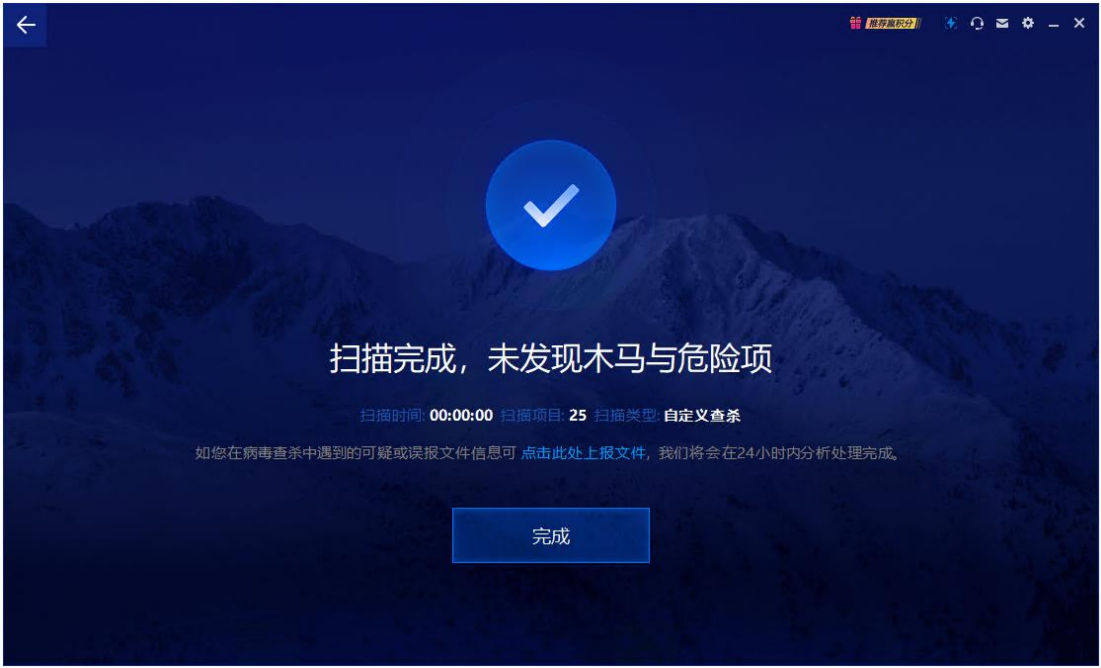 推荐赢积分
扫描完成，未发现木马与危险项
扫描时间: 00:00:00 扫描项目: 25 扫描类型: 自定义查杀
如您在病毒查杀中遇到的可疑或误报文件信息可 点击此处上报文件, 我们将会在24小时内分析处理完成。
完成